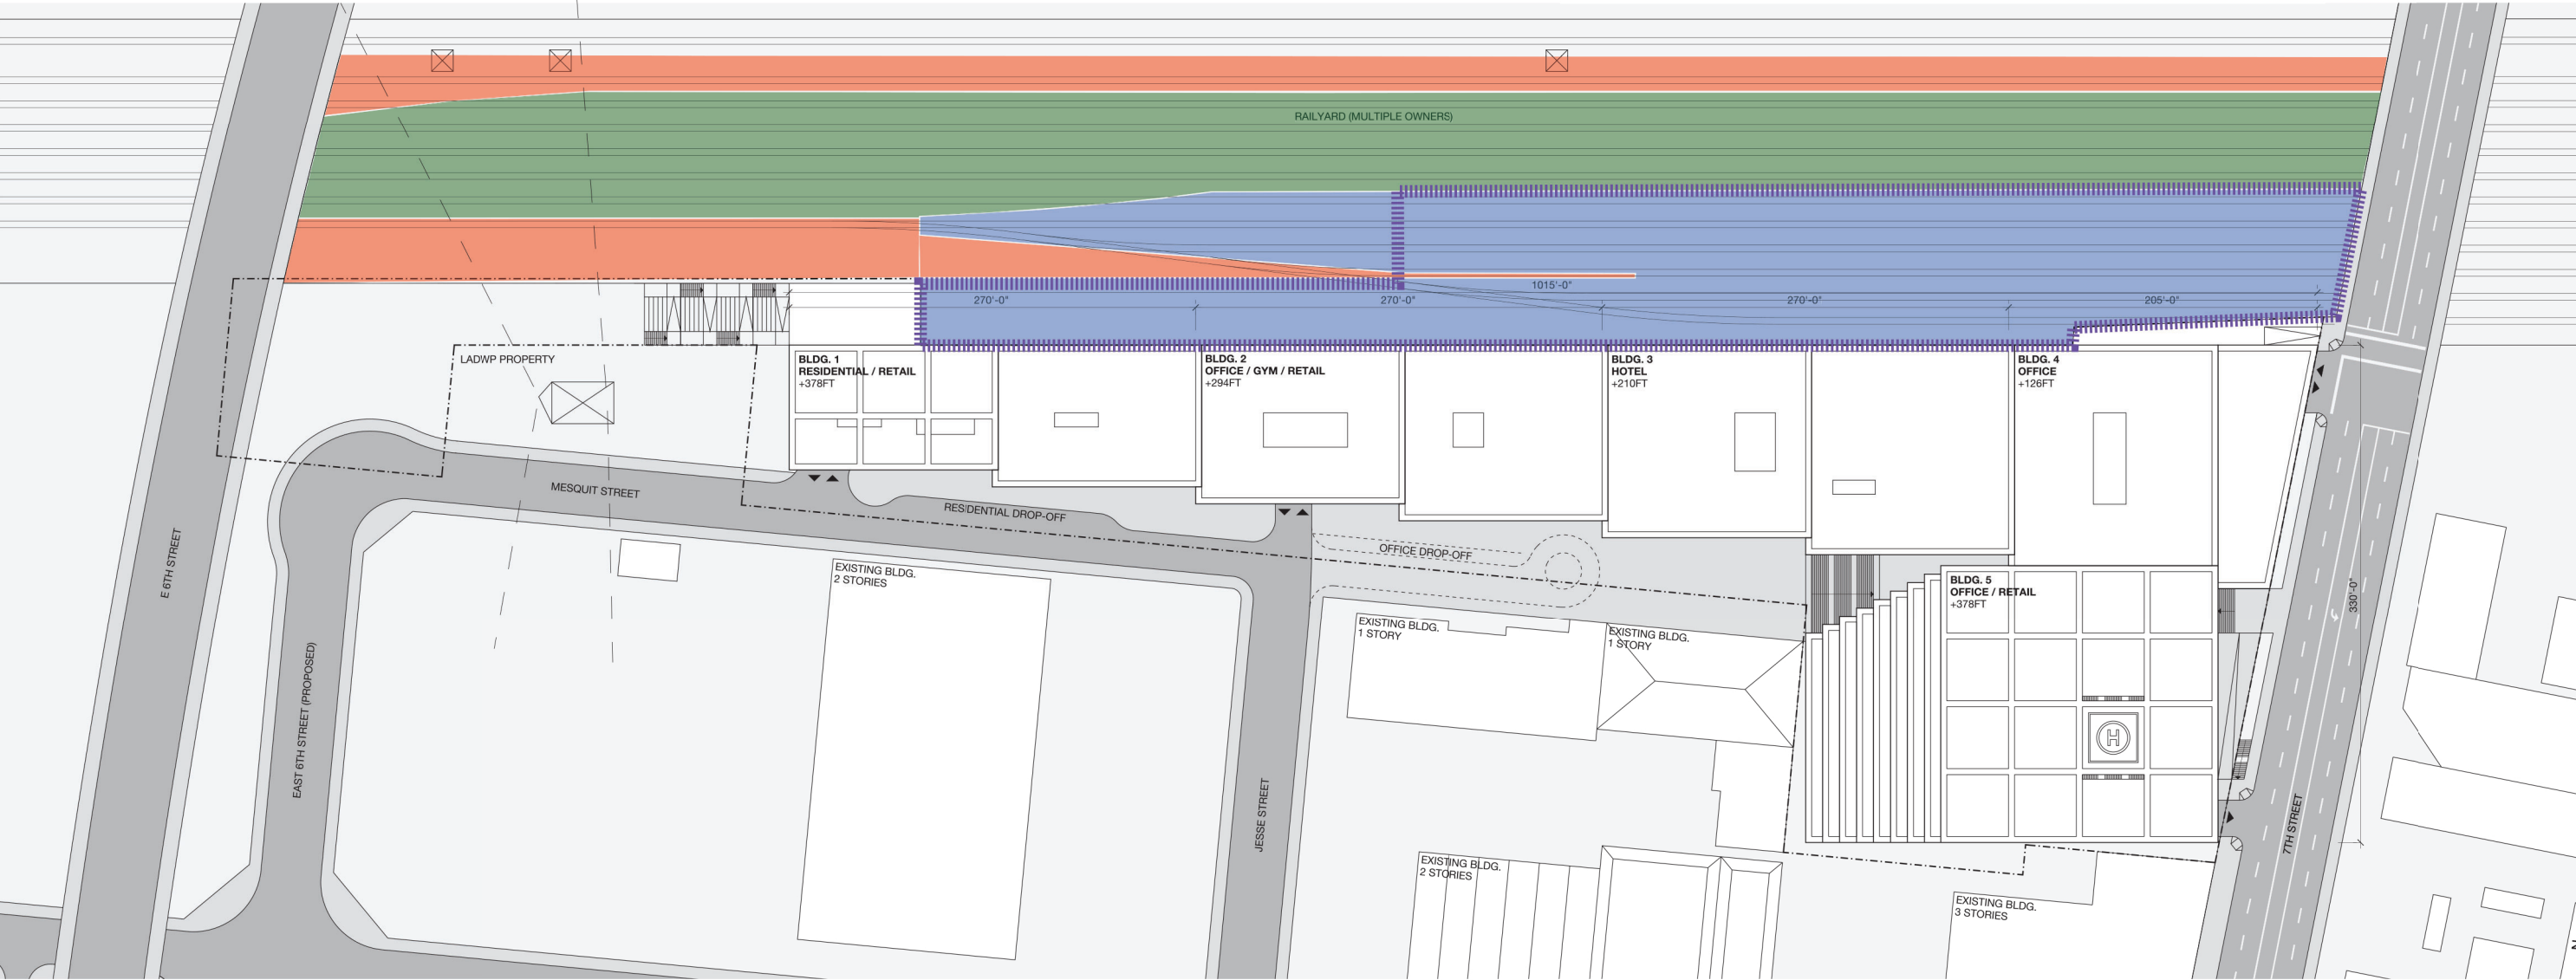 RAILYARD (MULTIPLE OWNERS)
1015'-0"
270'-0"
270'-0"
270'-0"
205'-0"
LADWP PROPERTY
BLDG. 1
RESIDENTIAL / RETAIL
+378FT
BLDG. 2
OFFICE / GYM / RETAIL
+294FT
BLDG. 3
HOTEL
+210FT
BLDG. 4
OFFICE
+126FT
MESQUIT STREET
RESIDENTIAL DROP-OFF
OFFICE DROP-OFF
E 6TH STREET
EXISTING BLDG.
2 STORIES
BLDG. 5
OFFICE / RETAIL
+378FT
330'-0"
EXISTING BLDG.
1 STORY
EXISTING BLDG.
1 STORY
EAST 6TH STREET (PROPOSED)
H
JESSE STREET
7TH STREET
EXISTING BLDG.
2 STORIES
EXISTING BLDG.
3 STORIES